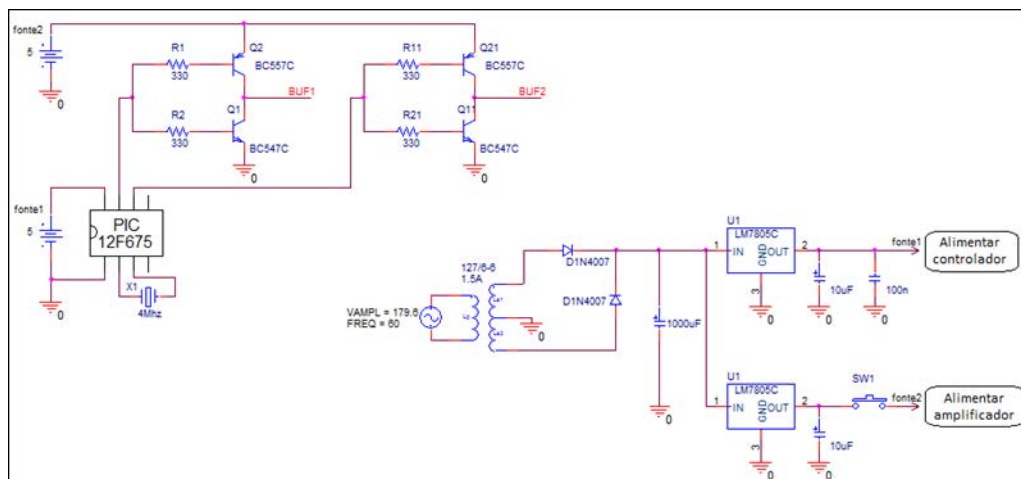 fonte2
5
0
R1
330
Q2
BC557C
BUF1
R2
330
Q1
BC547C
0
R11
330
Q21
BC557C
BUF2
R21
330
Q11
BC547C
0
fonte1
5
0
PIC
12F675
X1
4Mhz
VAMPL = 179.6
FREQ = 60
127/6-6
1.5A
0
D1N4007
D1N4007
1000uF
0
U1
LM7805C
1
IN
OUT
2
GND
3
0
10uF
0
100n
0
fonte1
Alimentar
controlador
U1
LM7805C
1
IN
OUT
2
GND
3
0
10uF
0
SW1
fonte2
Alimentar
amplificador